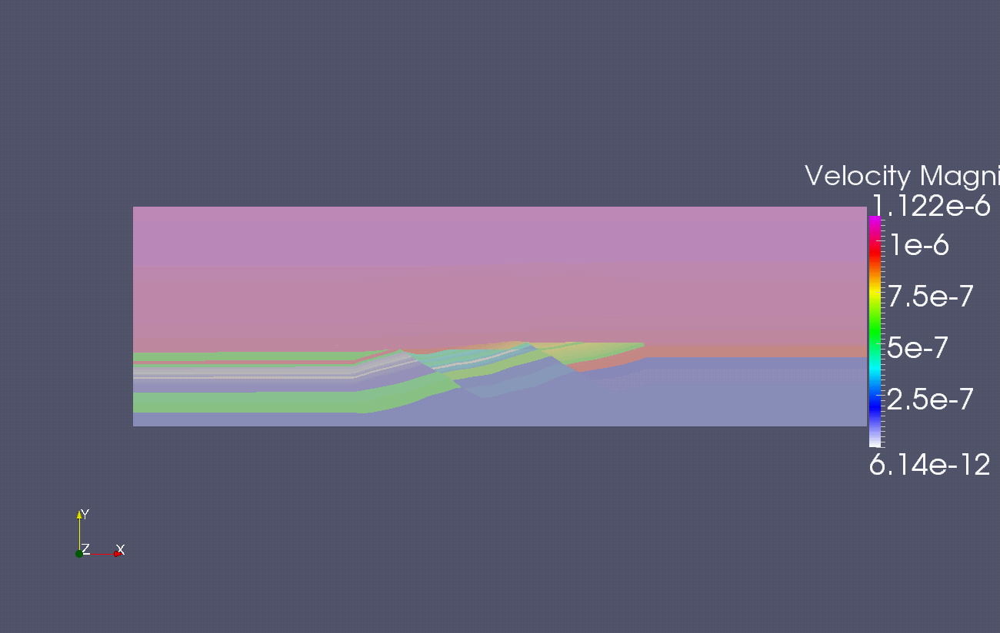 Velocity Magni
1.122e-6
1e-6
7.5e-7
5e-7
2.5e-7
6.14e-12
Y
Z X